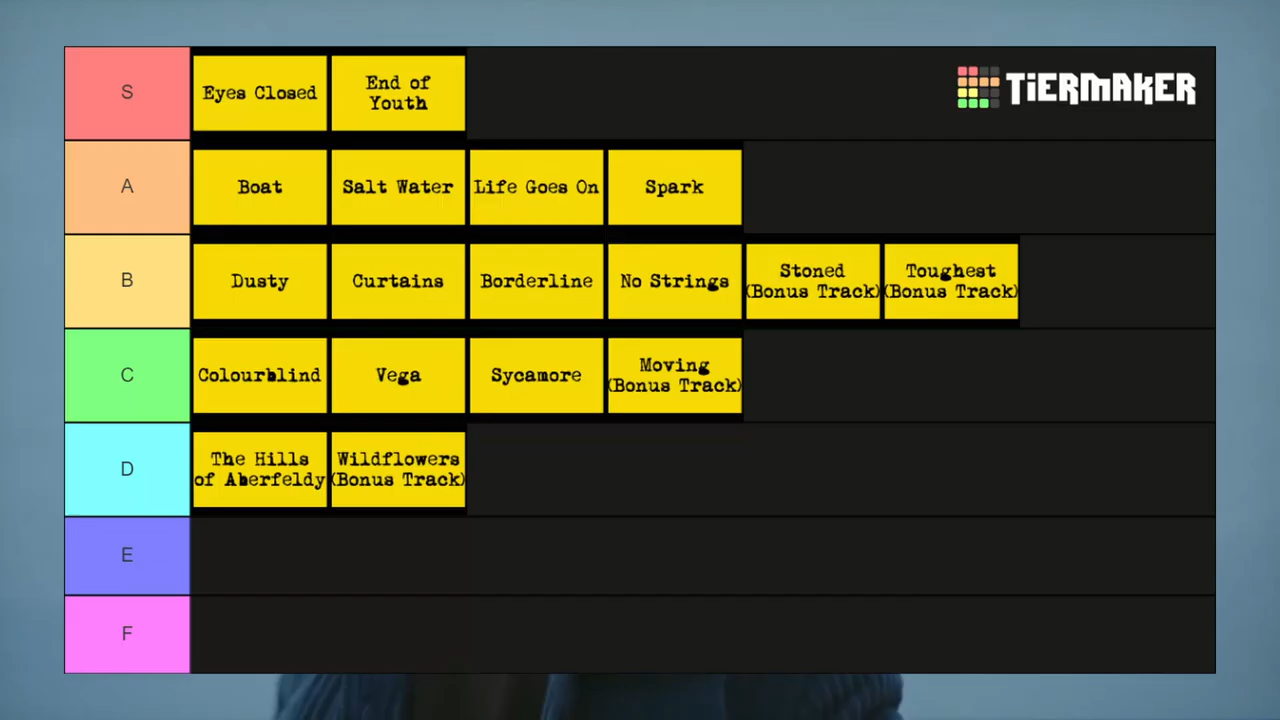 S
Eyes Closed
End of
Youth
TiERMAKER
A
Boat
Salt Water
Life Goes On
Spark
B
Dusty
Curtains
Borderline
No Strings
Stoned
(Bonus Track)
Toughest
(Bonus Track)
C
Colourblind
Vega
Sycamore
Moving
(Bonus Track)
D
The Hills
of Aberfeldy
Wildflowers
(Bonus Track)
E
F